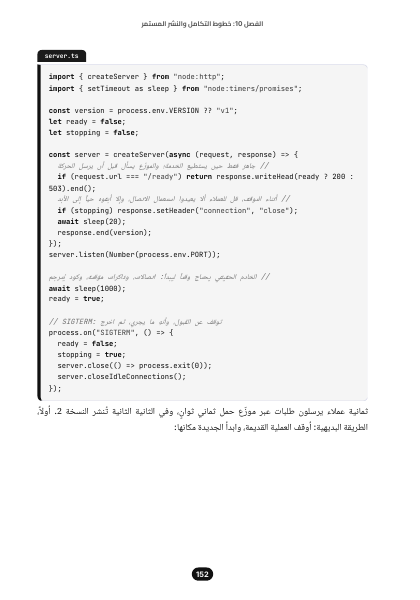 الفصل 10: خطوط التكامل والنشر المستمر
server.ts
import { createServer } from "node:http";
import { setTimeout as sleep } from "node:timers/promises";
const version = process.env.VERSION ?? "v1";
let ready = false;
let stopping = false;
const server = createServer(async (request, response) => {
// جاهز فقط حين يستطيع الخدمة؛ والموزّع يسأل قبل أن يرسل الحركة
if (request.url === "/ready") return response.writeHead(ready ? 200 :
503).end();
// أثناء التوقف، قل للعملاء ألا يعيدوا استعمال الاتصال، وإلا أبقوه حياً إلى الأبد
if (stopping) response.setHeader("connection", "close");
await sleep(20);
response.end(version);
});
server.listen(Number(process.env.PORT));
// الخادم الحقيقي يحتاج وقتاً ليبدأ: اتصالات، وذاكرات مؤقتة، وكود يُترجم
await sleep(1000);
ready = true;
// SIGTERM: توقف عن القبول، وأنهِ ما يجري، ثم اخرج
process.on("SIGTERM", () => {
ready = false;
stopping = true;
server.close(() => process.exit(0));
server.closeIdleConnections();
});
ثمانية عملاء يرسلون طلبات عبر موزّع حمل ثماني ثوانٍ، وفي الثانية الثانية تُنشر النسخة 2. أولاً،
الطريقة البديهية: أوقف العملية القديمة، وابدأ الجديدة مكانها:
152